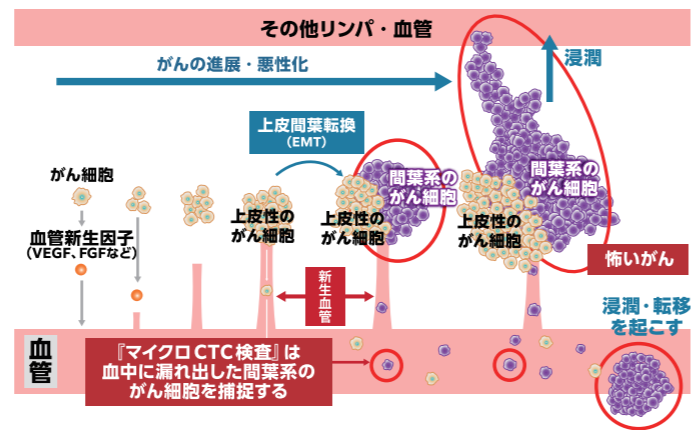 その他リンパ・血管
がんの進展・悪性化
浸潤
上皮間葉転換
(EMT)
がん細胞
血管新生因子
(VEGF、FGFなど)
上皮性の
がん細胞
上皮性の
がん細胞
間葉系の
がん細胞
上皮性の
がん細胞
間葉系の
がん細胞
怖いがん
新生血管
浸潤・転移
を起こす
血管
『マイクロCTC検査』は
血中に漏れ出した間葉系の
がん細胞を捕捉する